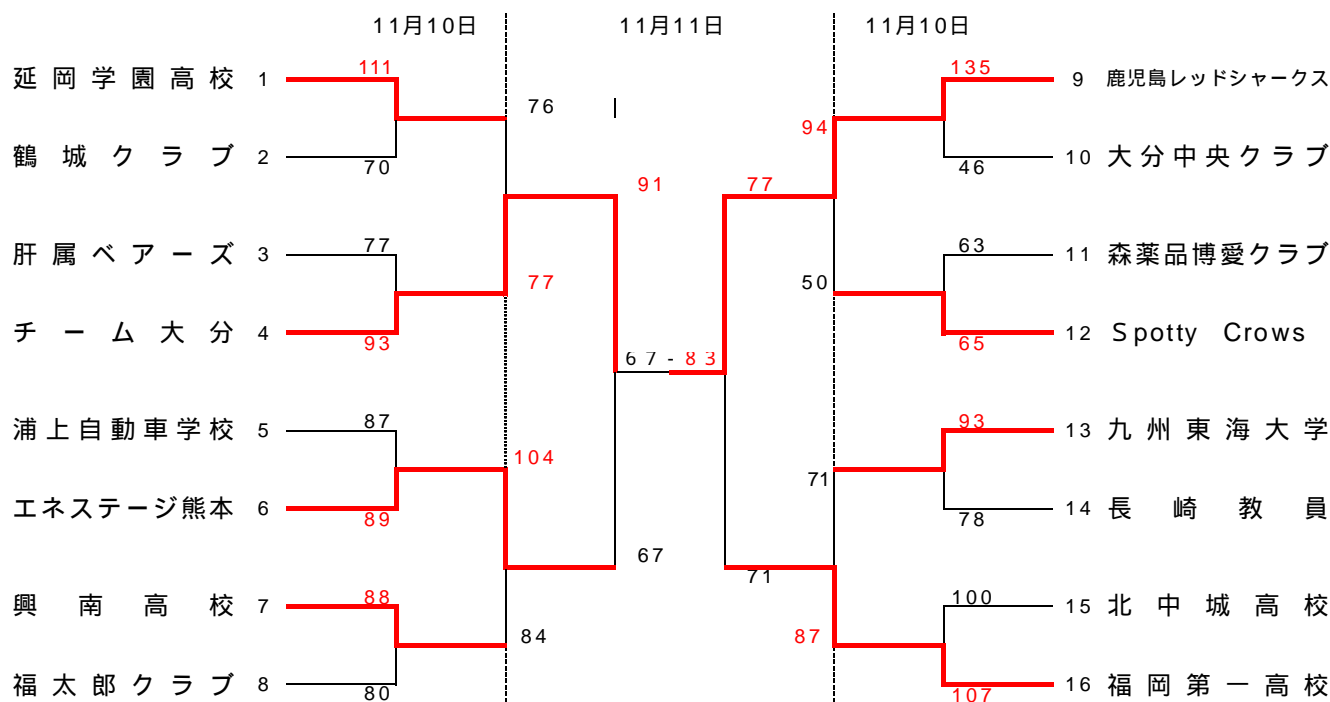 11月10日 11月11日 11月10日
延岡学園高校 1 111 135 9 鹿児島レッドシャークス
76 94
鶴城クラブ 2 70 46 10 大分中央クラブ
91 77
肝属ベアーズ 3 77 63 11 森薬品博愛クラブ
77 50
チーム大分 4 93 65 12 Spotty Crows
67-83
浦上自動車学校 5 87 93 13 九州東海大学
104 71
エネステージ熊本 6 89 78 14 長崎教員
67 71
興南高校 7 88 100 15 北中城高校
84 87
福太郎クラブ 8 80 107 16 福岡第一高校